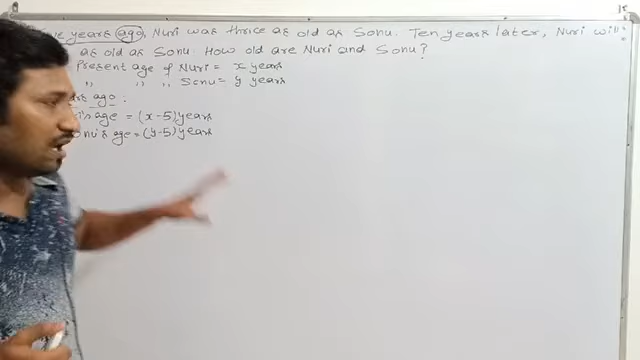 years ago, Nuri was thrice as old as Sonu. Ten years later, Nuri will
as old as Sonu. How old are Nuri and Sonu?
Present age of Nuri = x years
" " " Sonu = y years
ago :
age = (x-5) years
age = (y-5) years